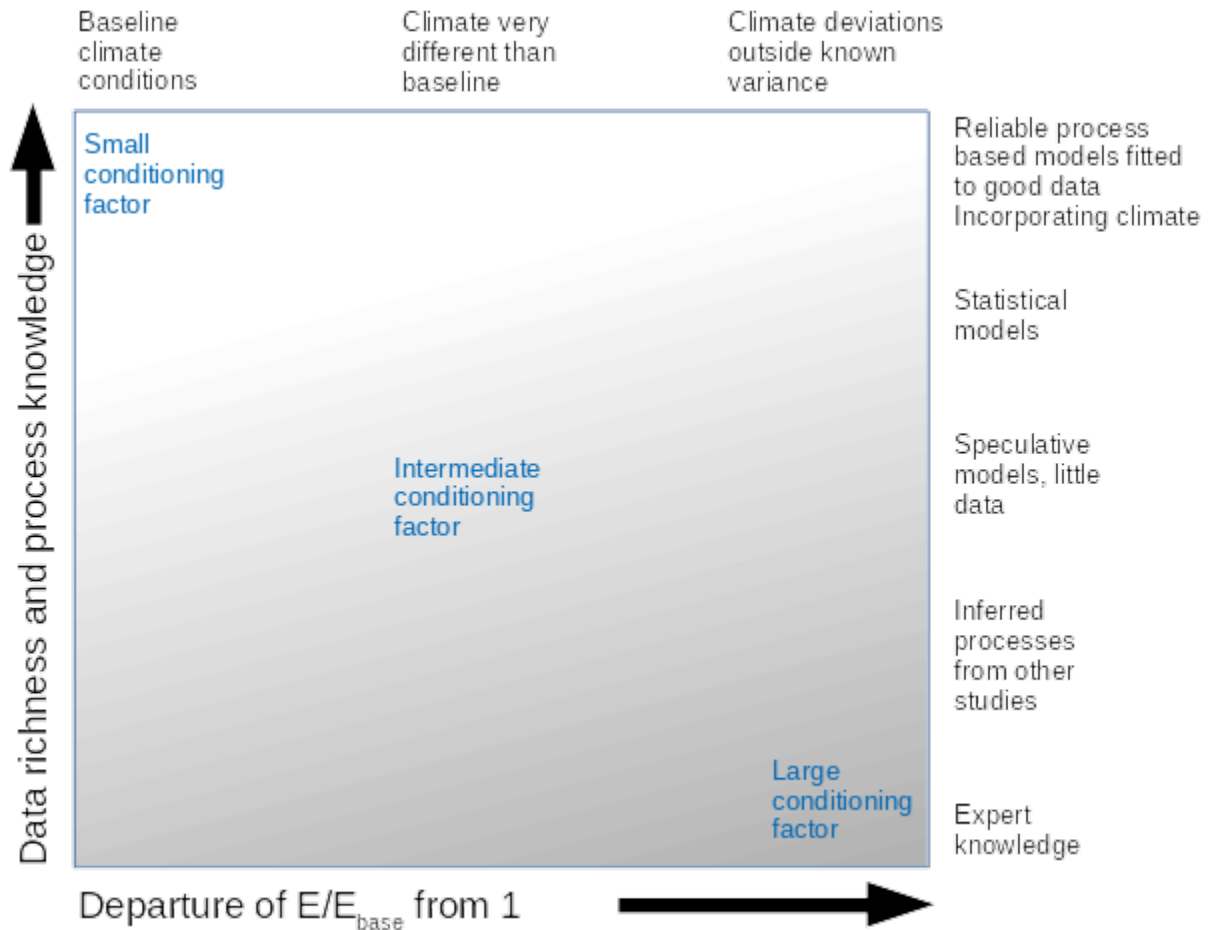 Baseline
climate
conditions
Climate very
different than
baseline
Climate deviations
outside known
variance
Data richness and process knowledge
Small
conditioning
factor
Intermediate
conditioning
factor
Large
conditioning
factor
Reliable process
based models fitted
to good data
Incorporating climate
Statistical
models
Speculative
models, little
data
Inferred
processes
from other
studies
Expert
knowledge
Departure of E/Ebase from 1